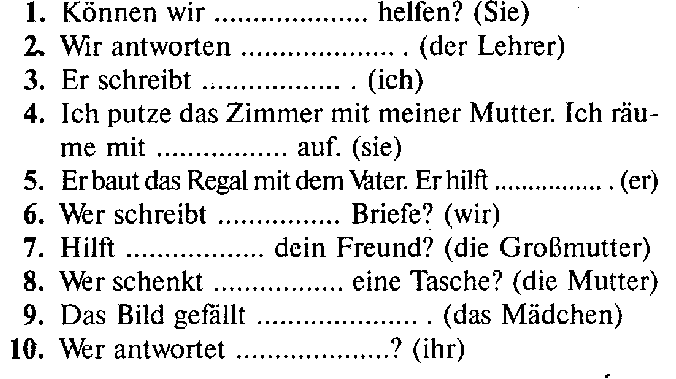 1. Können wir .................... helfen? (Sie)
2. Wir antworten .................... . (der Lehrer)
3. Er schreibt .................. . (ich)
4. Ich putze das Zimmer mit meiner Mutter. Ich räu-
me mit ................. auf. (sie)
5. Er baut das Regal mit dem Vater. Er hilft ................ . (er)
6. Wer schreibt ................ Briefe? (wir)
7. Hilft .................. dein Freund? (die Großmutter)
8. Wer schenkt ................. eine Tasche? (die Mutter)
9. Das Bild gefällt ..................... . (das Mädchen)
10. Wer antwortet ....................? (ihr)